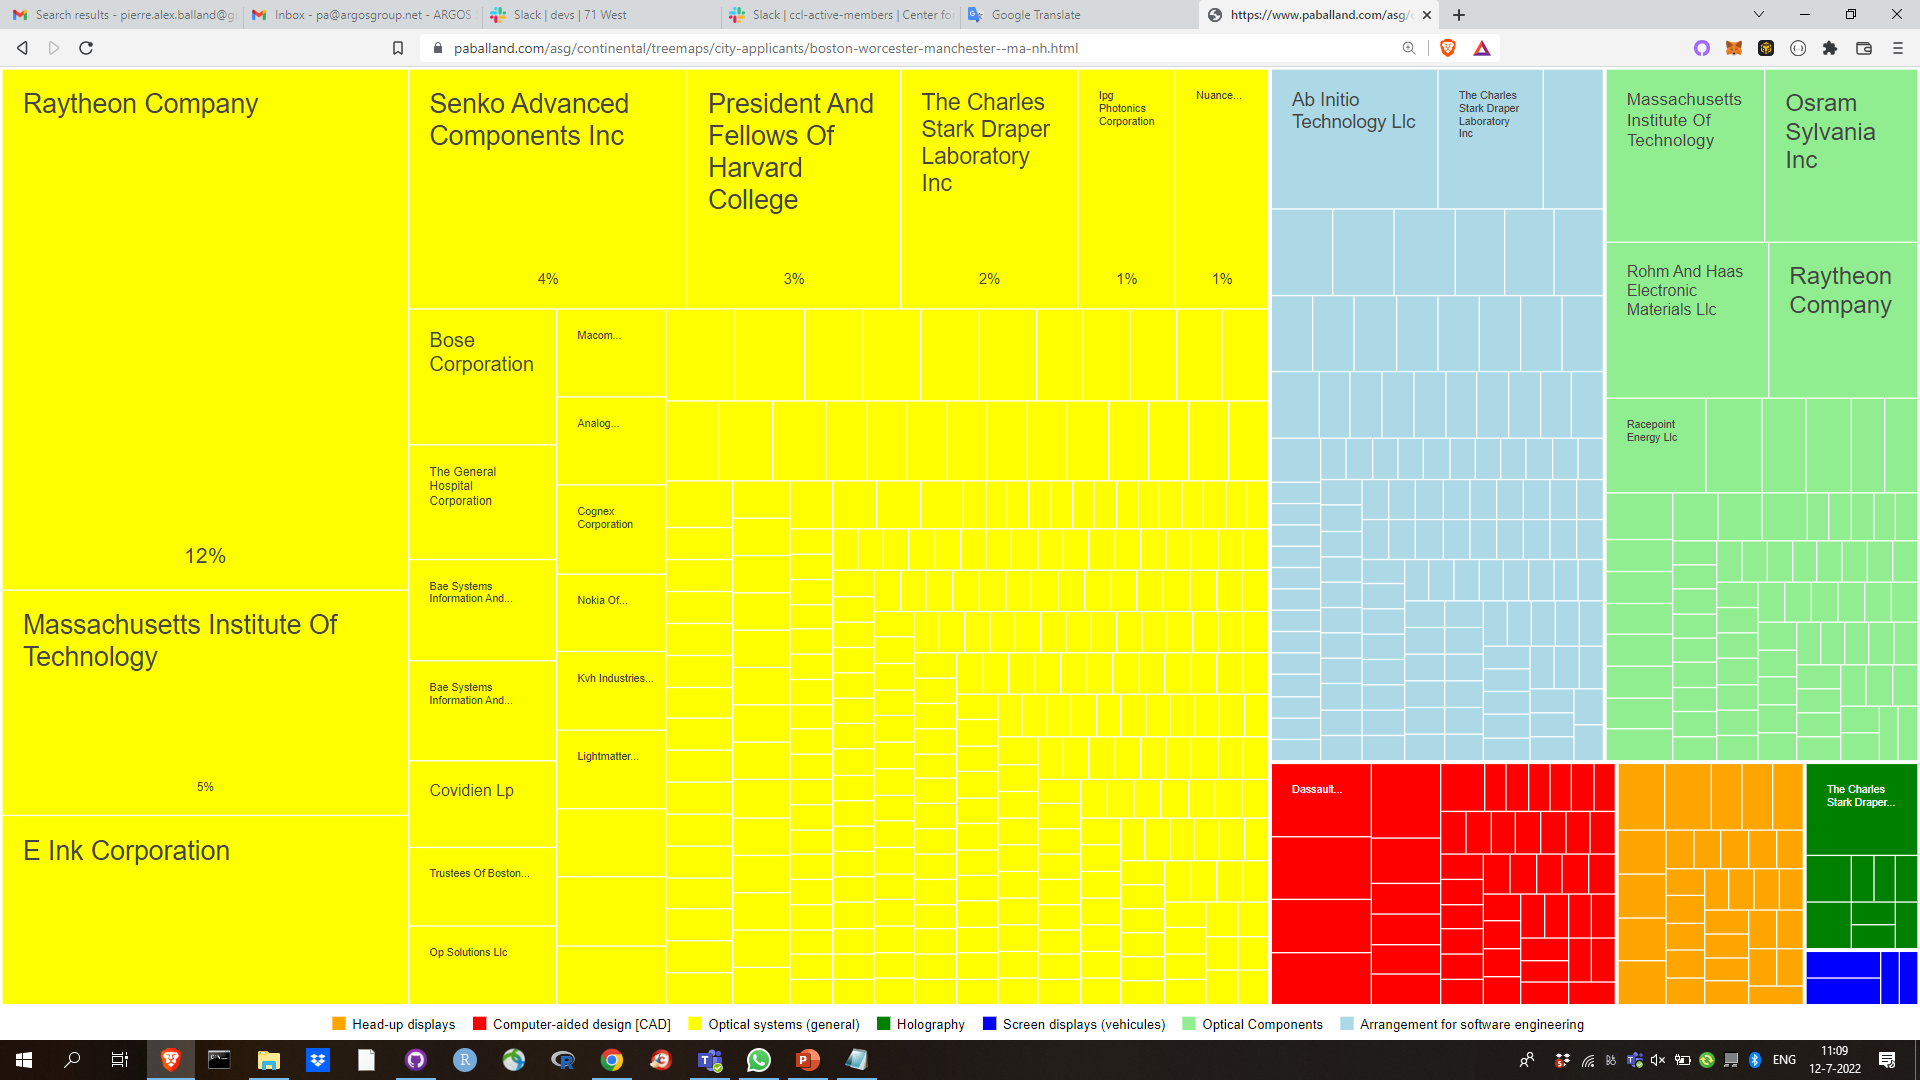 Search results - pierre.alex.balland@g
Inbox - pa@argosgroup.net - ARGOS
Slack | devs | 71 West
Slack | ccl-active-members | Center for
Google Translate
https://www.paballand.com/asg/
paballand.com/asg/continental/treemaps/city-applicants/boston-worcester-manchester--ma-nh.html
Raytheon Company
12%
Massachusetts Institute Of
Technology
5%
E Ink Corporation
Senko Advanced
Components Inc
4%
President And
Fellows Of
Harvard
College
3%
The Charles
Stark Draper
Laboratory
Inc
2%
Ipg
Photonics
Corporation
1%
Nuance...
1%
Bose
Corporation
The General
Hospital
Corporation
Bae Systems
Information And...
Bae Systems
Information And...
Covidien Lp
Trustees Of Boston...
Op Solutions Llc
Macom...
Analog...
Cognex
Corporation
Nokia Of...
Kvh Industries...
Lightmatter...
Ab Initio
Technology Llc
The Charles
Stark Draper
Laboratory
Inc
Massachusetts
Institute Of
Technology
Osram
Sylvania
Inc
Rohm And Haas
Electronic
Materials Llc
Raytheon
Company
Racepoint
Energy Llc
Dassault...
The Charles
Stark Draper...
Head-up displays
Computer-aided design [CAD]
Optical systems (general)
Holography
Screen displays (vehicules)
Optical Components
Arrangement for software engineering
ENG
11:09
12-7-2022